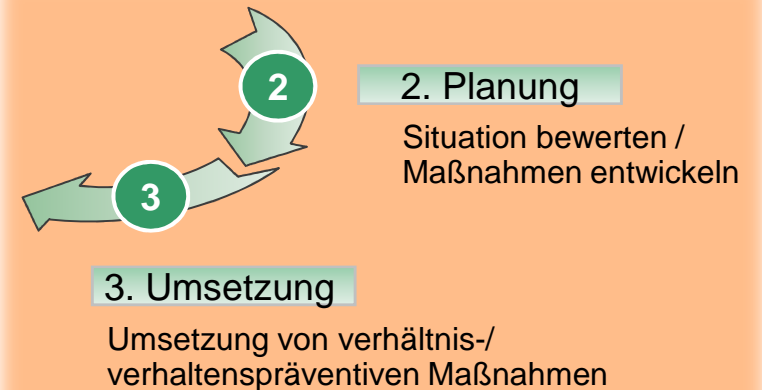 2
2. Planung
Situation bewerten /
Maßnahmen entwickeln
3
3. Umsetzung
Umsetzung von verhältnis-/
verhaltenspräventiven Maßnahmen